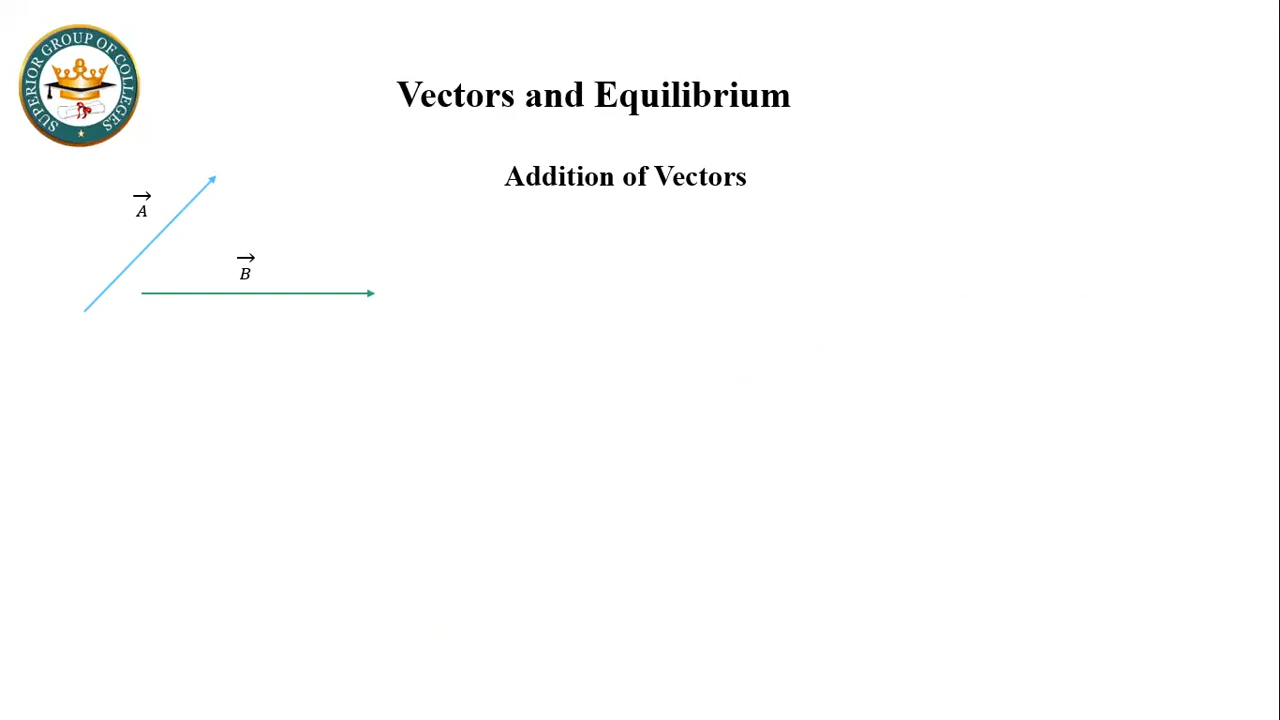 SUPERIOR GROUP OF COLLEGES
Vectors and Equilibrium
Addition of Vectors
A
B